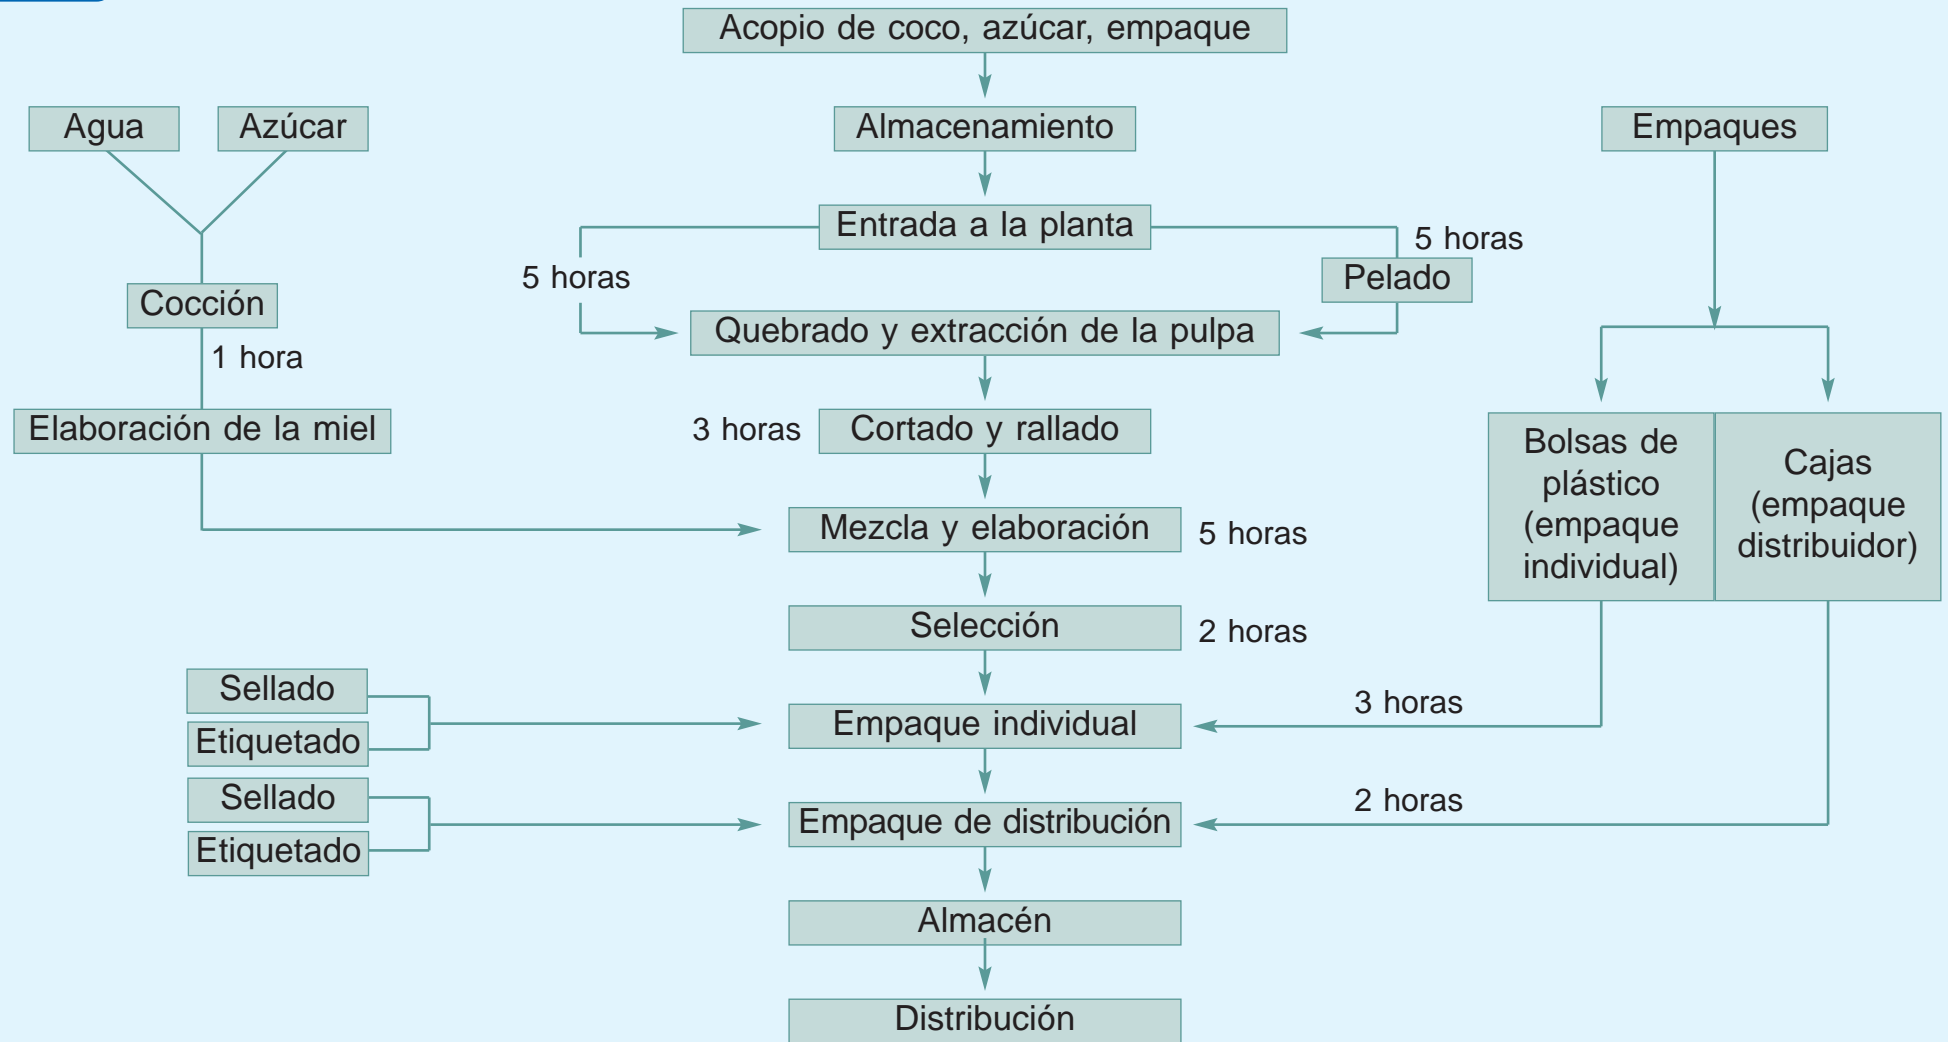 Acopio de coco, azúcar, empaque
Agua
Azúcar
Almacenamiento
Empaques
Entrada a la planta
5 horas
5 horas
Pelado
Cocción
Quebrado y extracción de la pulpa
1 hora
Elaboración de la miel
3 horas
Cortado y rallado
Bolsas de
plástico
(empaque
individual)
Cajas
(empaque
distribuidor)
Mezcla y elaboración
5 horas
Selección
2 horas
Sellado
Etiquetado
Empaque individual
3 horas
Sellado
Etiquetado
Empaque de distribución
2 horas
Almacén
Distribución